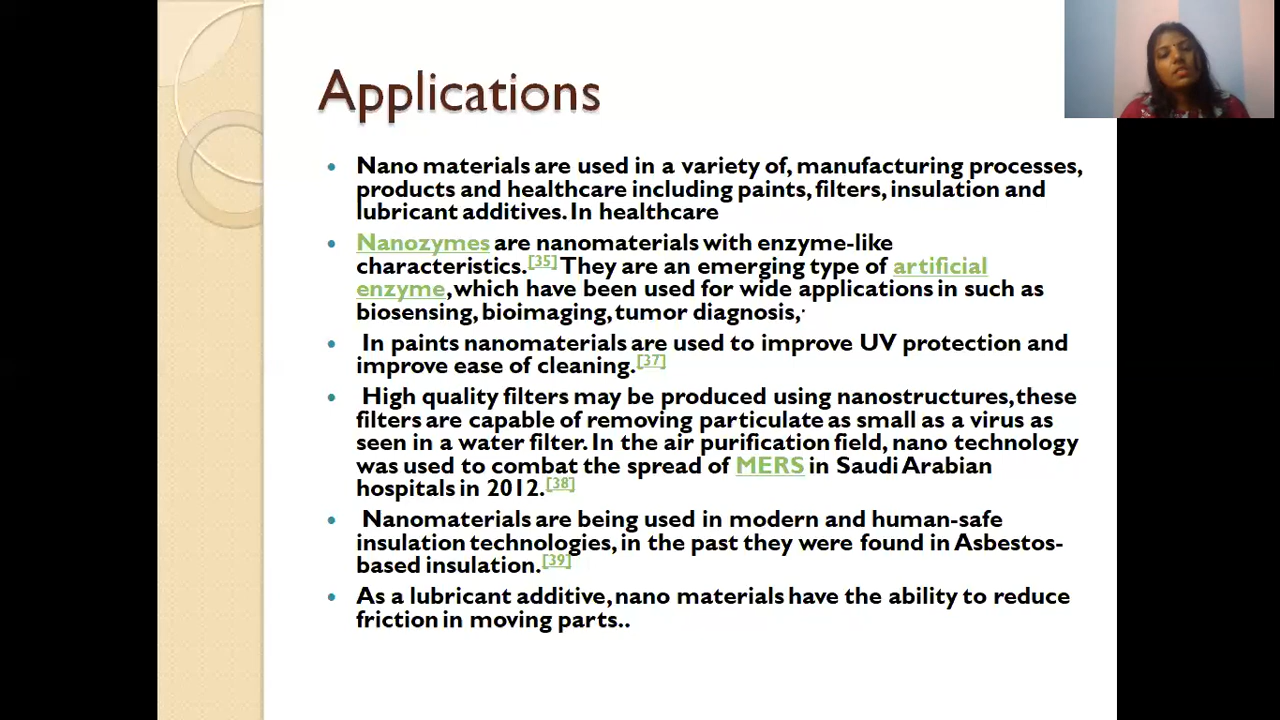 Applications
Nano materials are used in a variety of, manufacturing processes,
products and healthcare including paints, filters, insulation and
lubricant additives. In healthcare
Nanozymes are nanomaterials with enzyme-like
characteristics.[35] They are an emerging type of artificial
enzyme, which have been used for wide applications in such as
biosensing, bioimaging, tumor diagnosis,·
In paints nanomaterials are used to improve UV protection and
improve ease of cleaning.[37]
High quality filters may be produced using nanostructures, these
filters are capable of removing particulate as small as a virus as
seen in a water filter. In the air purification field, nano technology
was used to combat the spread of MERS in Saudi Arabian
hospitals in 2012.[38]
Nanomaterials are being used in modern and human-safe
insulation technologies, in the past they were found in Asbestos-
based insulation.[39]
As a lubricant additive, nano materials have the ability to reduce
friction in moving parts..